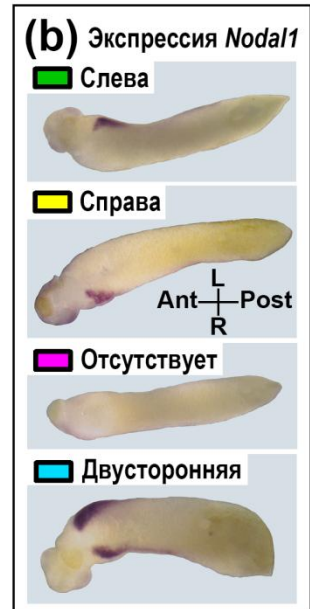 (b) Экспрессия Nodal1
Слева
Справа
L
Ant Post
R
Отсутствует
Двусторонняя